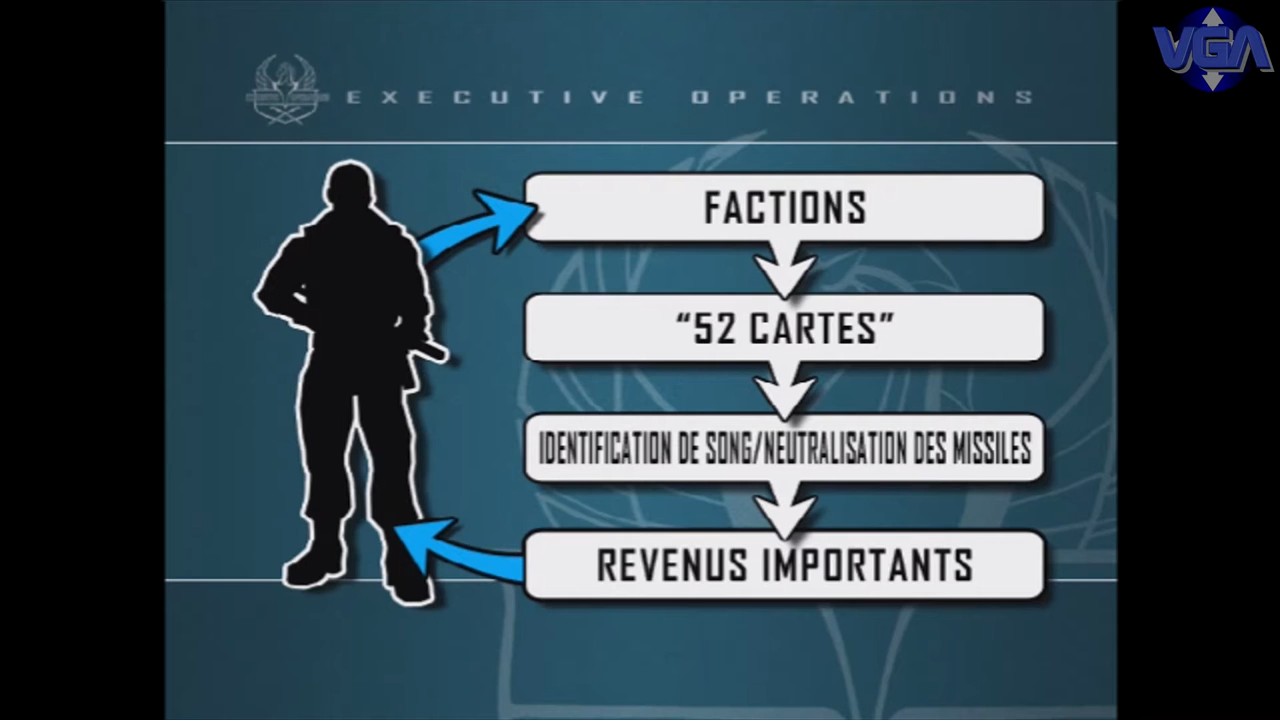 VGA
EXECUTIVE OPERATIONS
FACTIONS
“52 CARTES”
IDENTIFICATION DE SONG/NEUTRALISATION DES MISSILES
REVENUS IMPORTANTS